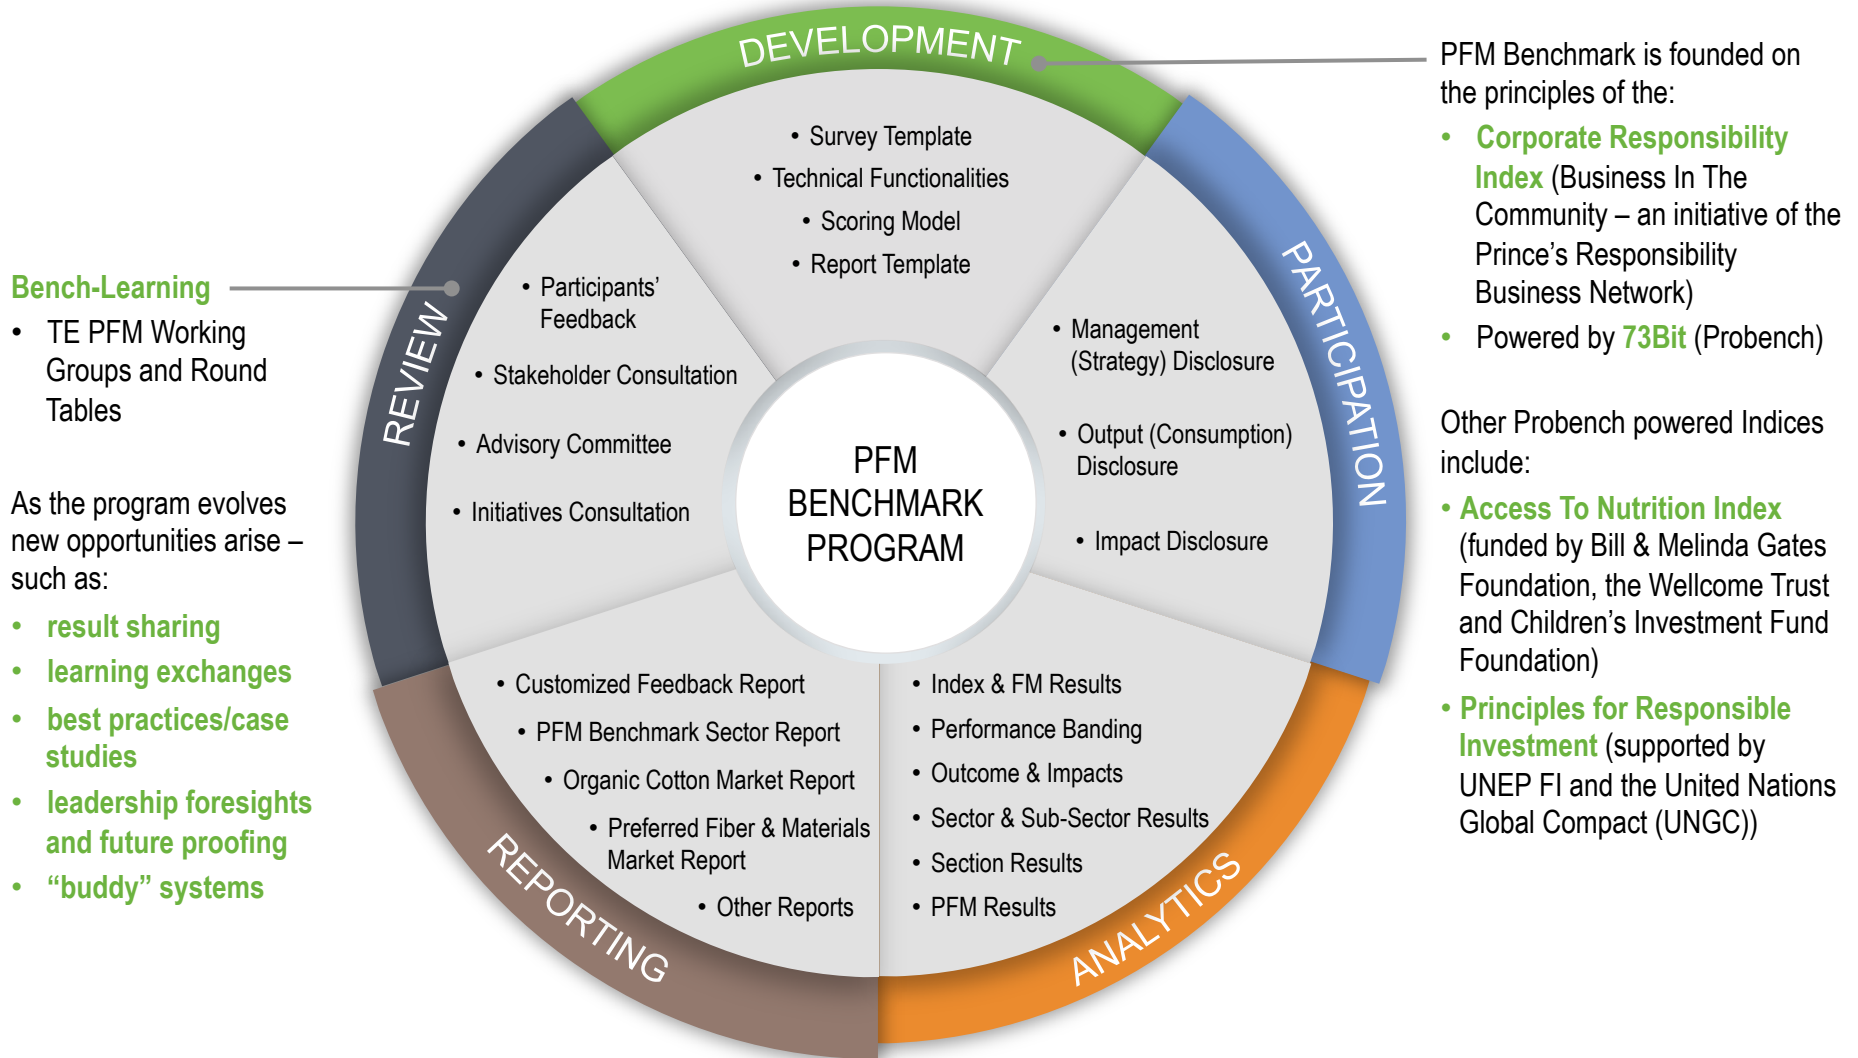 DEVELOPMENT
• Survey Template
• Technical Functionalities
• Scoring Model
• Report Template
PARTICIPATION
• Management
(Strategy) Disclosure
• Output (Consumption)
Disclosure
• Impact Disclosure
ANALYTICS
• Index & FM Results
• Performance Banding
• Outcome & Impacts
• Sector & Sub-Sector Results
• Section Results
• PFM Results
REPORTING
• Customized Feedback Report
• PFM Benchmark Sector Report
• Organic Cotton Market Report
• Preferred Fiber & Materials
Market Report
• Other Reports
REVIEW
• Participants’
Feedback
• Stakeholder Consultation
• Advisory Committee
• Initiatives Consultation
PFM
BENCHMARK
PROGRAM
Bench-Learning
• TE PFM Working
Groups and Round
Tables
As the program evolves
new opportunities arise –
such as:
• result sharing
• learning exchanges
• best practices/case
studies
• leadership foresights
and future proofing
• “buddy” systems
PFM Benchmark is founded on
the principles of the:
• Corporate Responsibility
Index (Business In The
Community – an initiative of the
Prince’s Responsibility
Business Network)
• Powered by 73Bit (Probench)
Other Probench powered Indices
include:
• Access To Nutrition Index
(funded by Bill & Melinda Gates
Foundation, the Wellcome Trust
and Children’s Investment Fund
Foundation)
• Principles for Responsible
Investment (supported by
UNEP FI and the United Nations
Global Compact (UNGC))